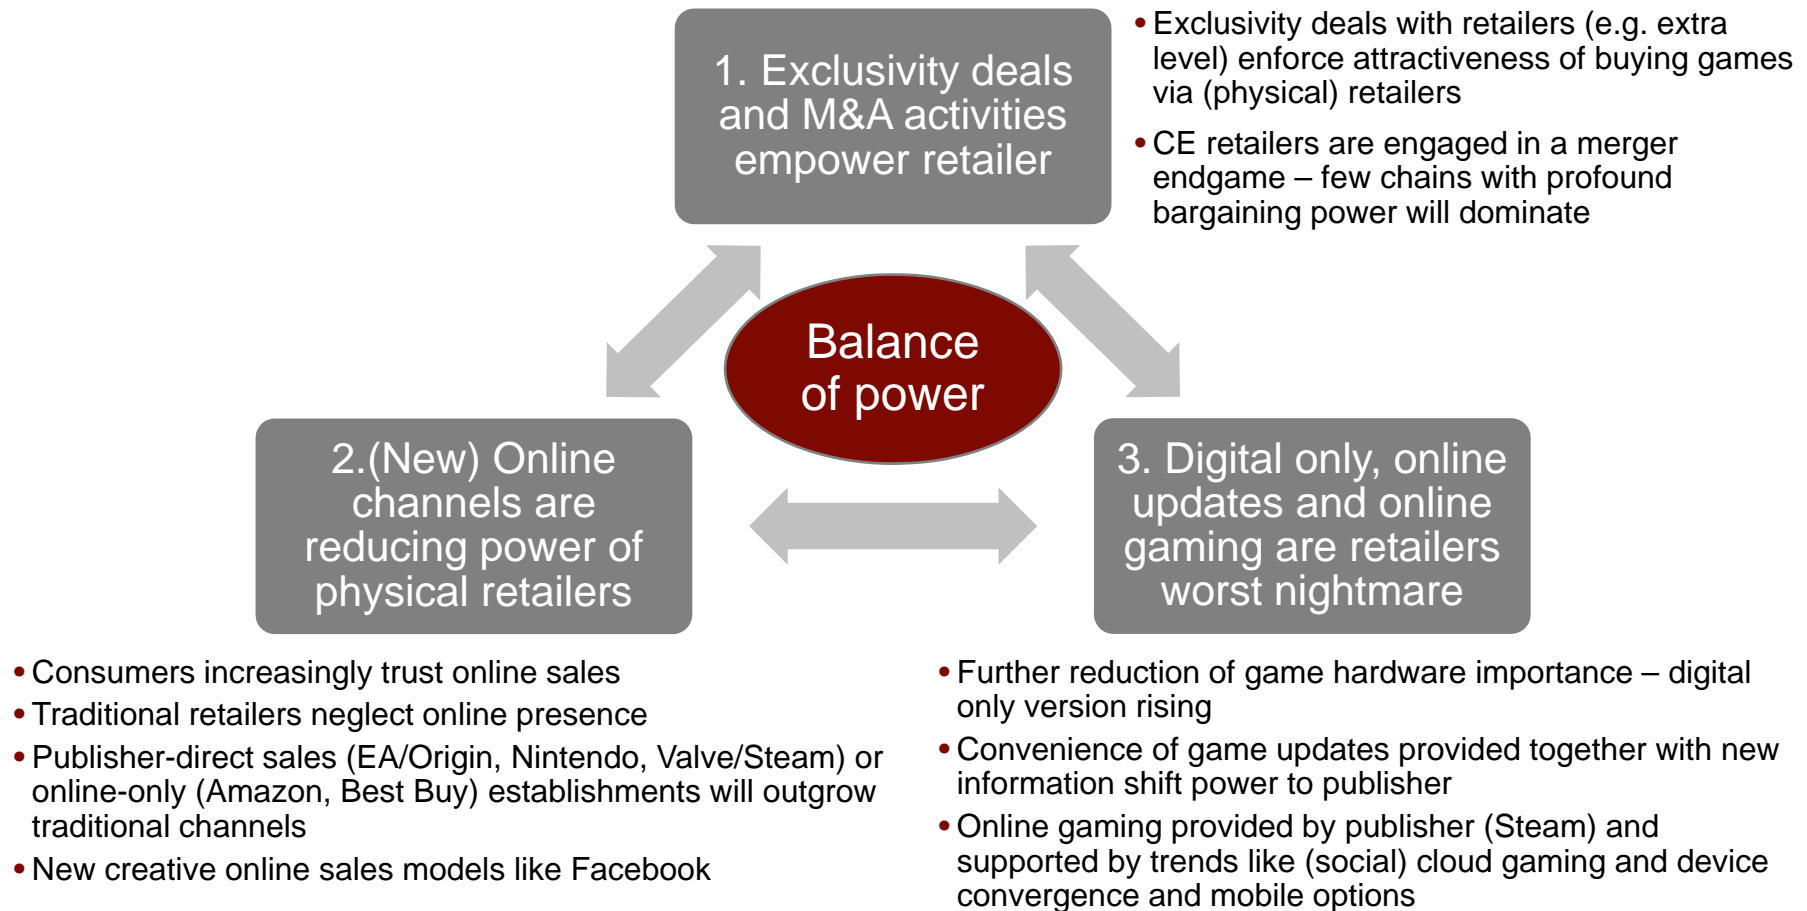 1. Exclusivity deals
and M&A activities
empower retailer
• Exclusivity deals with retailers (e.g. extra
level) enforce attractiveness of buying games
via (physical) retailers
• CE retailers are engaged in a merger
endgame – few chains with profound
bargaining power will dominate
Balance
of power
2.(New) Online
channels are
reducing power of
physical retailers
3. Digital only, online
updates and online
gaming are retailers
worst nightmare
• Consumers increasingly trust online sales
• Traditional retailers neglect online presence
• Publisher-direct sales (EA/Origin, Nintendo, Valve/Steam) or
online-only (Amazon, Best Buy) establishments will outgrow
traditional channels
• New creative online sales models like Facebook
• Further reduction of game hardware importance – digital
only version rising
• Convenience of game updates provided together with new
information shift power to publisher
• Online gaming provided by publisher (Steam) and
supported by trends like (social) cloud gaming and device
convergence and mobile options